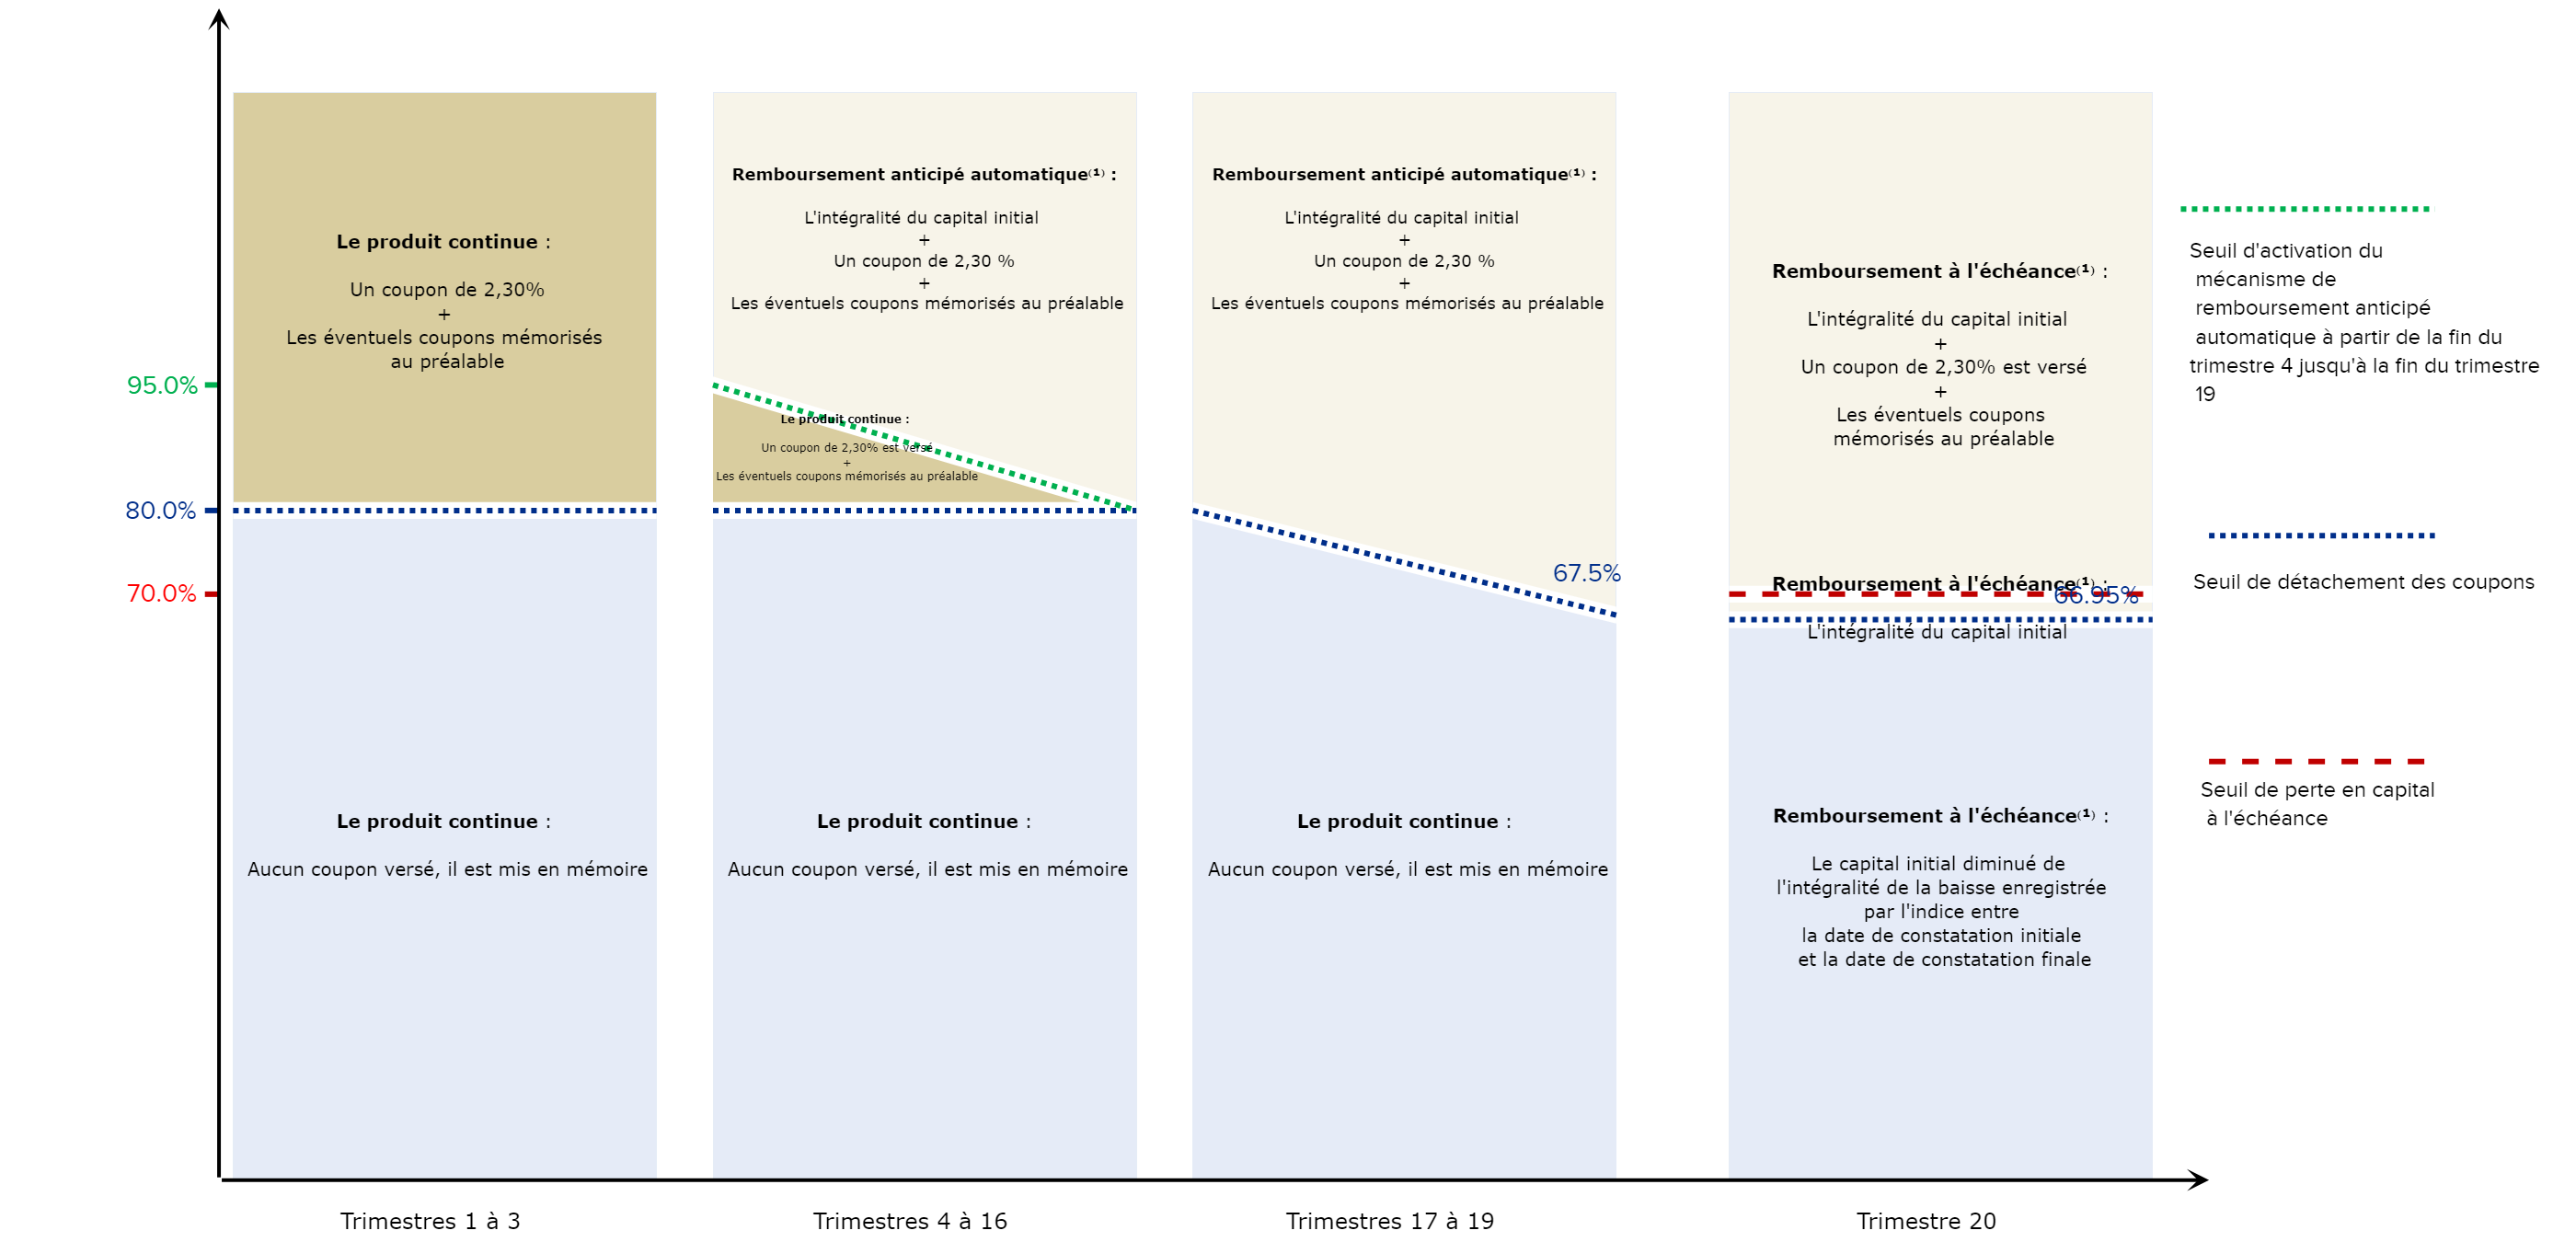 95.0%
80.0%
70.0%
Le produit continue :
Un coupon de 2,30%
+
Les éventuels coupons mémorisés
au préalable
Le produit continue :
Aucun coupon versé, il est mis en mémoire
Trimestres 1 à 3
Remboursement anticipé automatique⁽¹⁾ :
L'intégralité du capital initial
+
Un coupon de 2,30 %
+
Les éventuels coupons mémorisés au préalable
Le produit continue :
Un coupon de 2,30% est versé
+
Les éventuels coupons mémorisés au préalable
Le produit continue :
Aucun coupon versé, il est mis en mémoire
Trimestres 4 à 16
Remboursement anticipé automatique⁽¹⁾ :
L'intégralité du capital initial
+
Un coupon de 2,30 %
+
Les éventuels coupons mémorisés au préalable
67.5%
Le produit continue :
Aucun coupon versé, il est mis en mémoire
Trimestres 17 à 19
Remboursement à l'échéance⁽¹⁾ :
L'intégralité du capital initial
+
Un coupon de 2,30% est versé
+
Les éventuels coupons
mémorisés au préalable
Remboursement à l'échéance⁽¹⁾ :
66.95%
L'intégralité du capital initial
Remboursement à l'échéance⁽¹⁾ :
Le capital initial diminué de
l'intégralité de la baisse enregistrée
par l'indice entre
la date de constatation initiale
et la date de constatation finale
Trimestre 20
Seuil d'activation du
mécanisme de
remboursement anticipé
automatique à partir de la fin du
trimestre 4 jusqu'à la fin du trimestre
19
Seuil de détachement des coupons
Seuil de perte en capital
à l'échéance